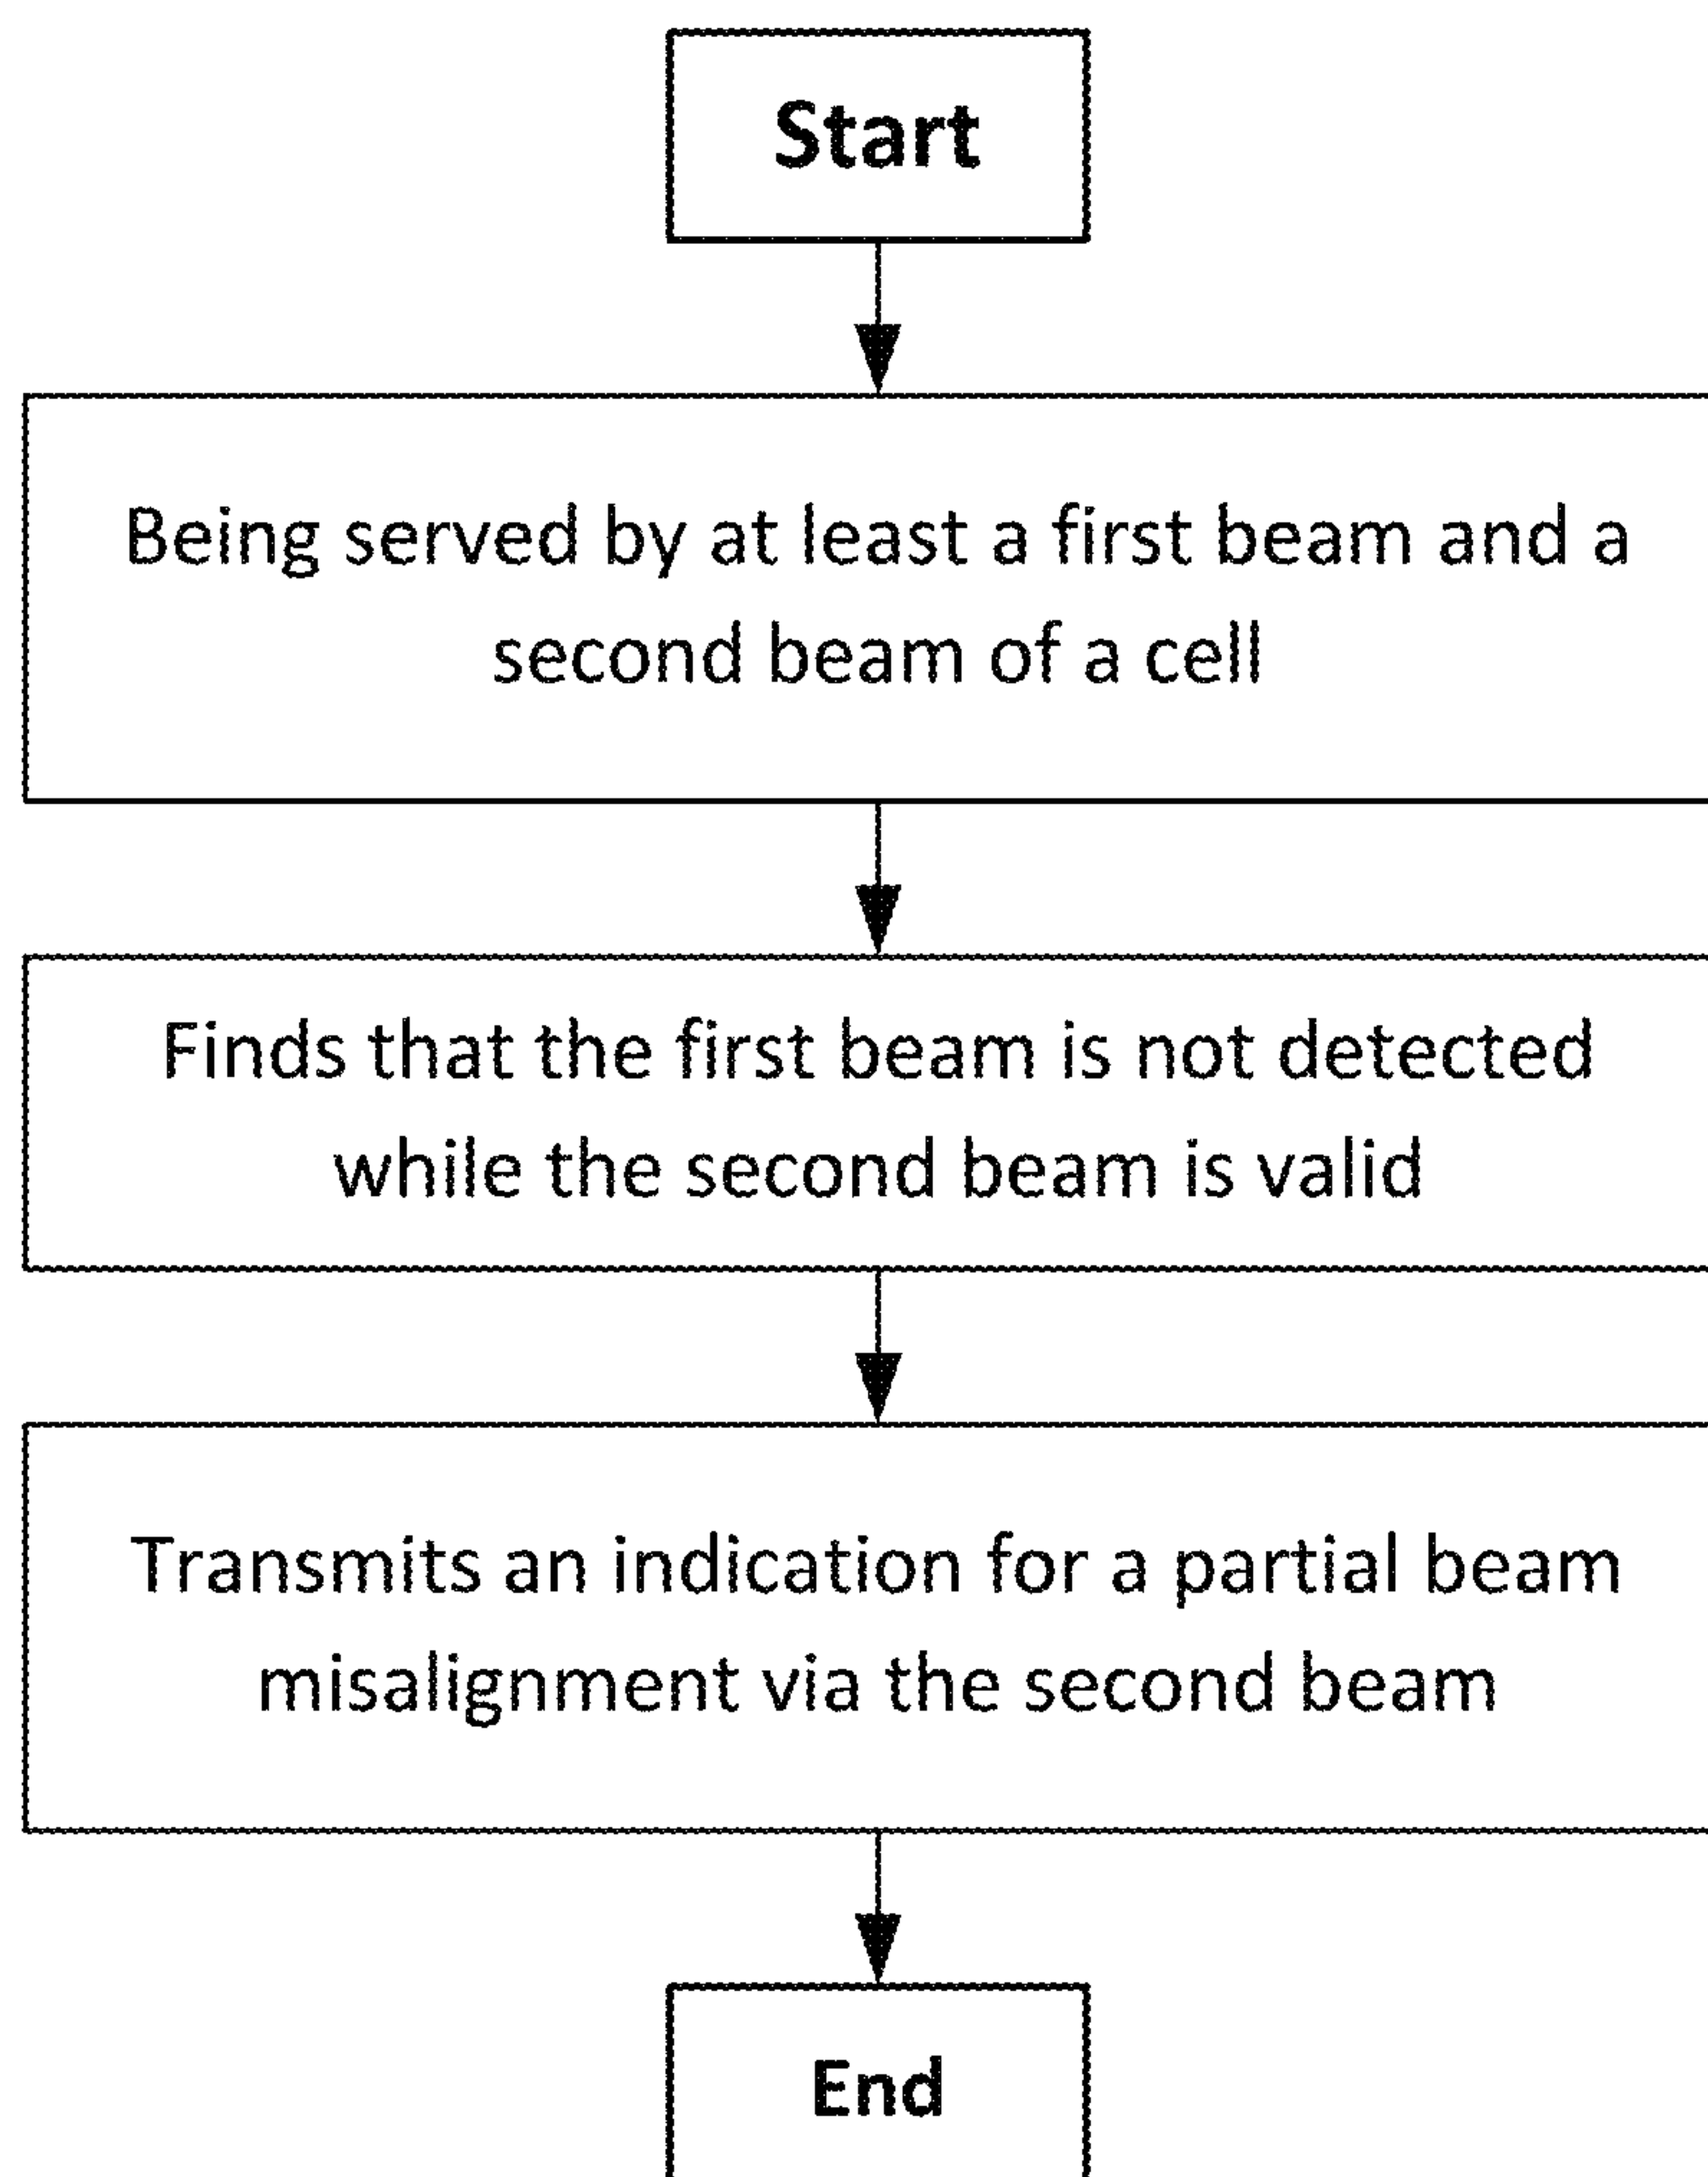 Start
Being served by at least a first beam and a
second beam of a cell
Finds that the first beam is not detected
while the second beam is valid
Transmits an indication for a partial beam
misalignment via the second beam
End